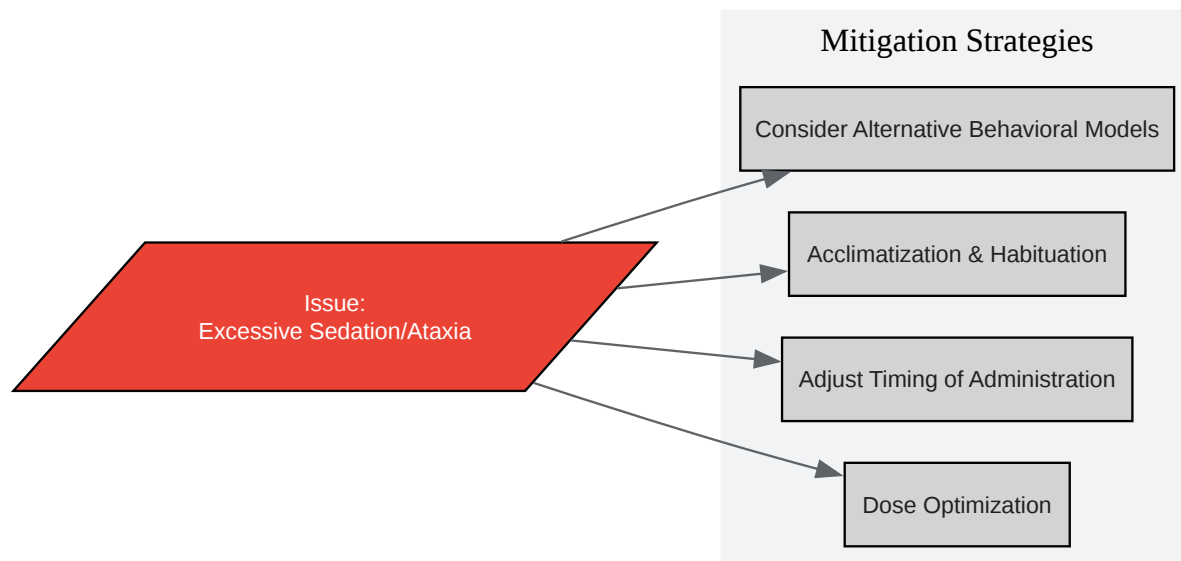 Mitigation Strategies
Consider Alternative Behavioral Models
Acclimatization & Habituation
Issue:
Excessive Sedation/Ataxia
Adjust Timing of Administration
Dose Optimization